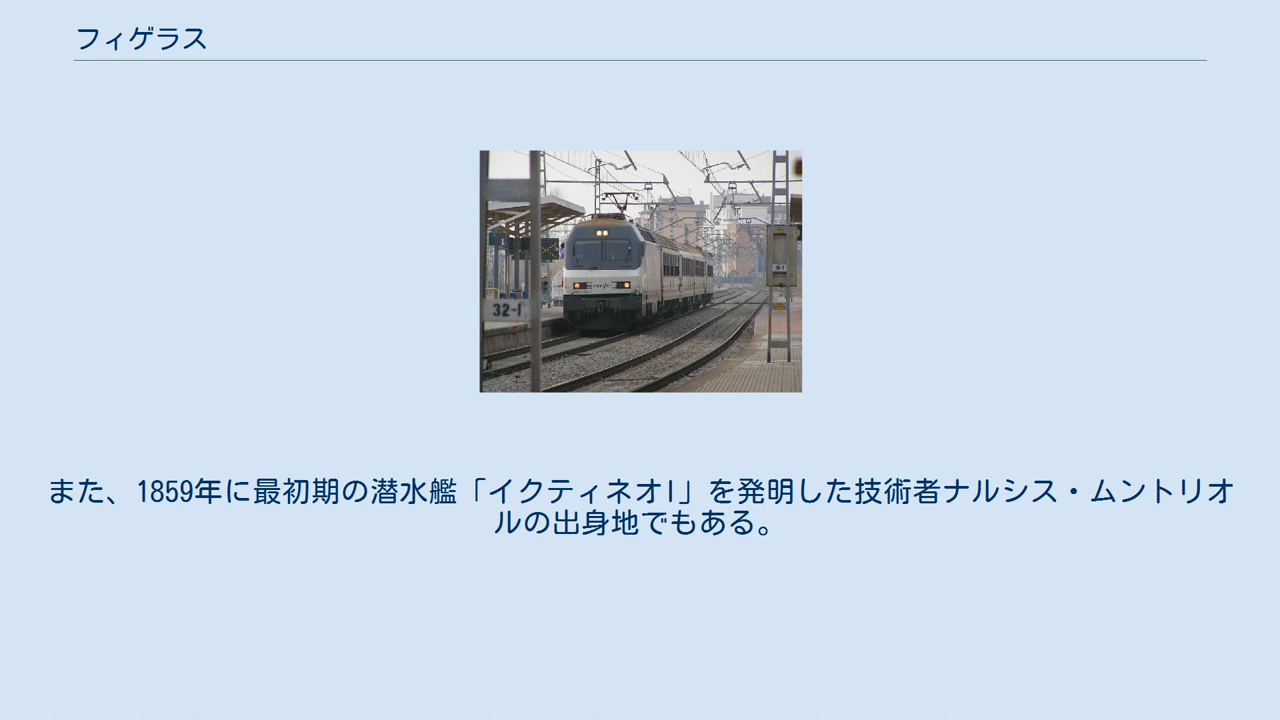 フィゲラス
32-1
また、1859年に最初期の潜水艦「イクティネオI」を発明した技術者ナルシス・ムントリオ
ルの出身地でもある。